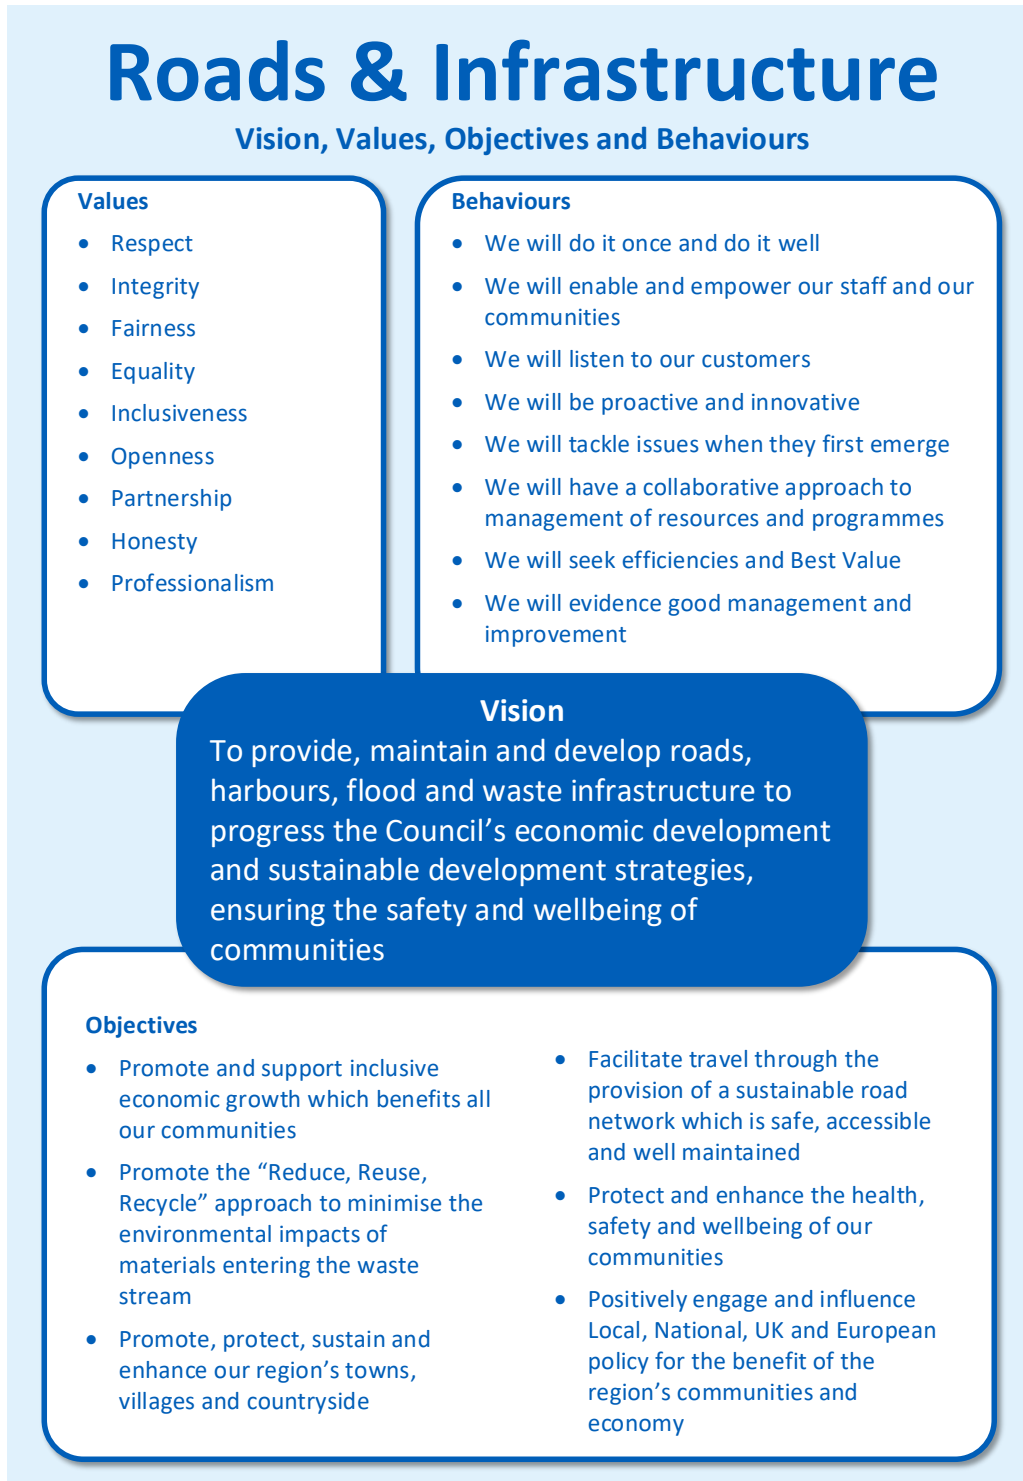 Roads & Infrastructure
Vision, Values, Objectives and Behaviours
Values
• Respect
• Integrity
• Fairness
• Equality
• Inclusiveness
• Openness
• Partnership
• Honesty
• Professionalism
Behaviours
• We will do it once and do it well
• We will enable and empower our staff and our
communities
• We will listen to our customers
• We will be proactive and innovative
• We will tackle issues when they first emerge
• We will have a collaborative approach to
management of resources and programmes
• We will seek efficiencies and Best Value
• We will evidence good management and
improvement
Vision
To provide, maintain and develop roads,
harbours, flood and waste infrastructure to
progress the Council’s economic development
and sustainable development strategies,
ensuring the safety and wellbeing of
communities
Objectives
• Promote and support inclusive
economic growth which benefits all
our communities
• Promote the “Reduce, Reuse,
Recycle” approach to minimise the
environmental impacts of
materials entering the waste
stream
• Promote, protect, sustain and
enhance our region’s towns,
villages and countryside
• Facilitate travel through the
provision of a sustainable road
network which is safe, accessible
and well maintained
• Protect and enhance the health,
safety and wellbeing of our
communities
• Positively engage and influence
Local, National, UK and European
policy for the benefit of the
region’s communities and
economy